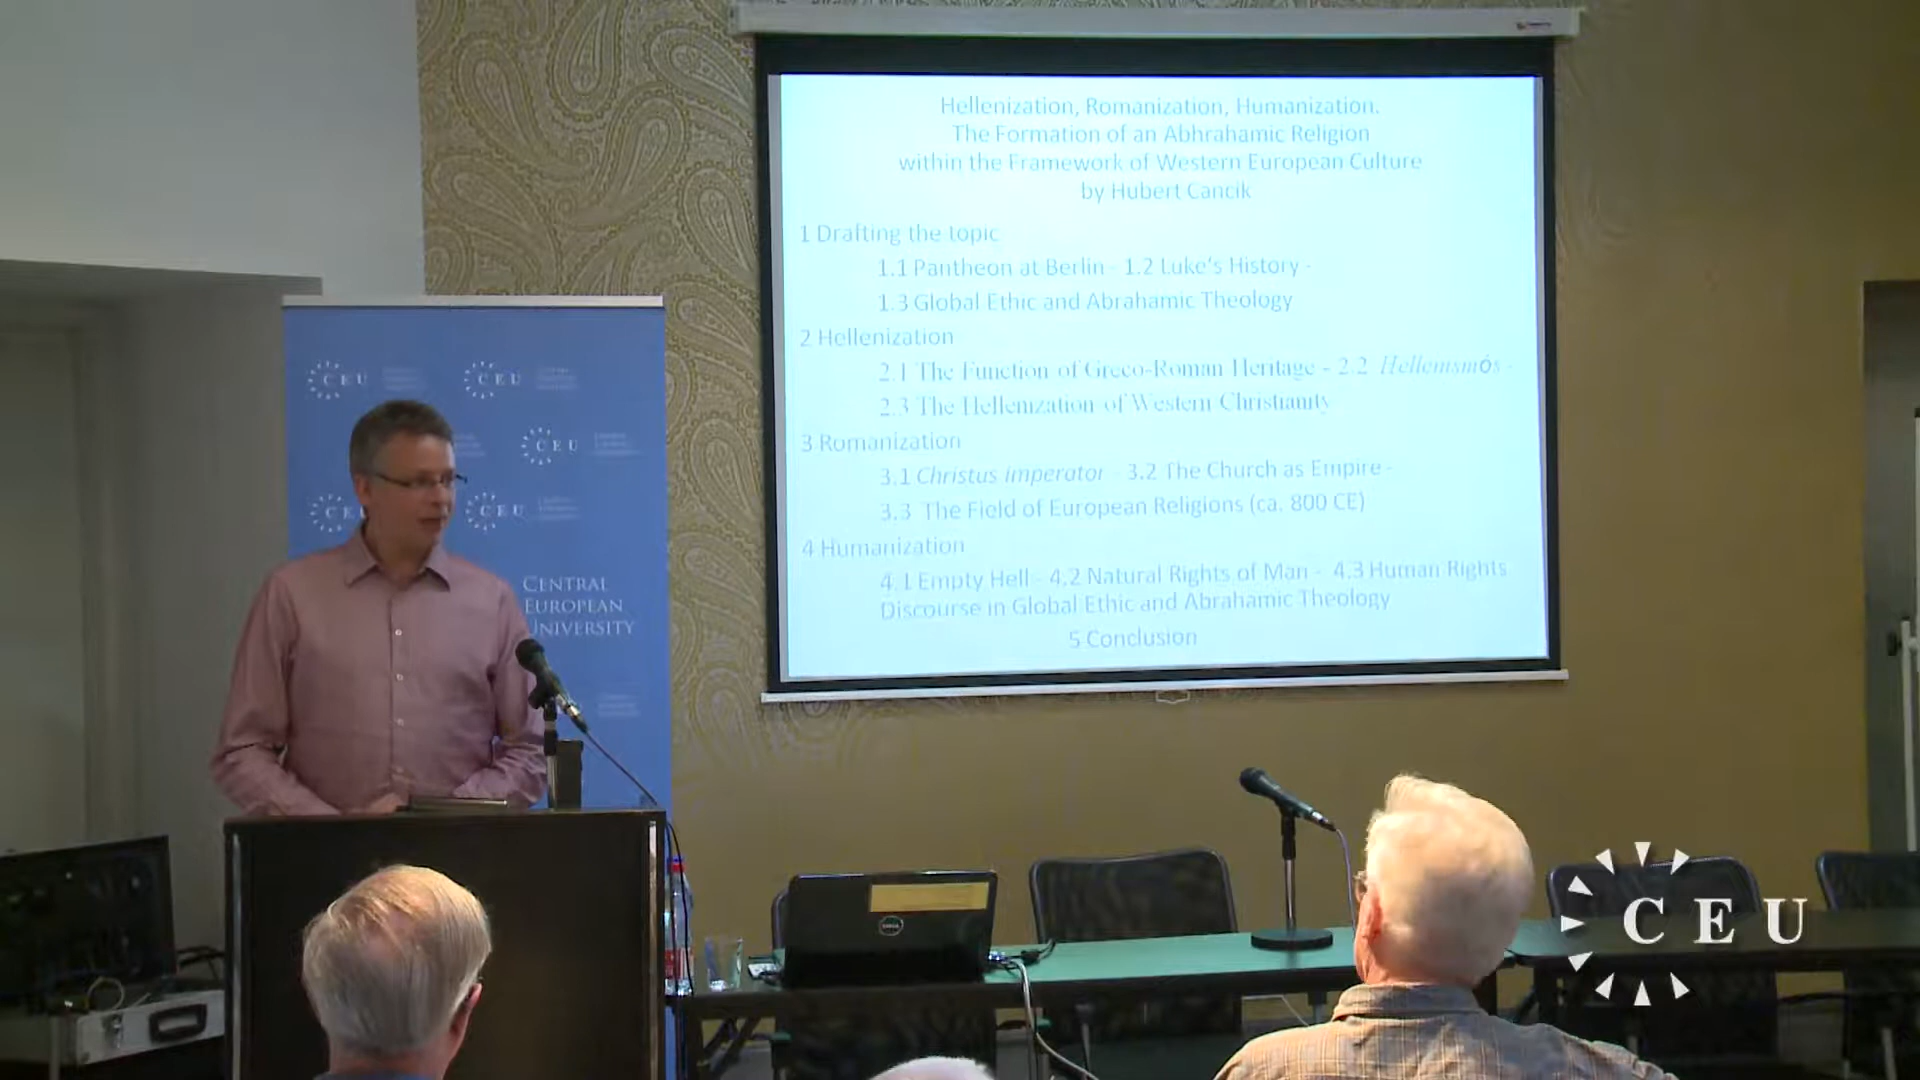 Hellenization, Romanization, Humanization.
The Formation of an Abhrahamic Religion
within the Framework of Western European Culture
by Hubert Cancik
1 Drafting the topic
1.1 Pantheon at Berlin - 1.2 Luke's History -
1.3 Global Ethic and Abrahamic Theology
2 Hellenization
2.1 The Function of Greco-Roman Heritage - 2.2 Hellenismós -
2.3 The Hellenization of Western Christianity
3 Romanization
3.1 Christus Imperator - 3.2 The Church as Empire -
3.3 The Field of European Religions (ca. 800 CE)
4 Humanization
4.1 Empty Hell - 4.2 Natural Rights of Man - 4.3 Human Rights
Discourse in Global Ethic and Abrahamic Theology
5 Conclusion
CEU
CEU
CEU
CEU
CEU
CENTRAL
EUROPEAN
UNIVERSITY
DELL
CEU